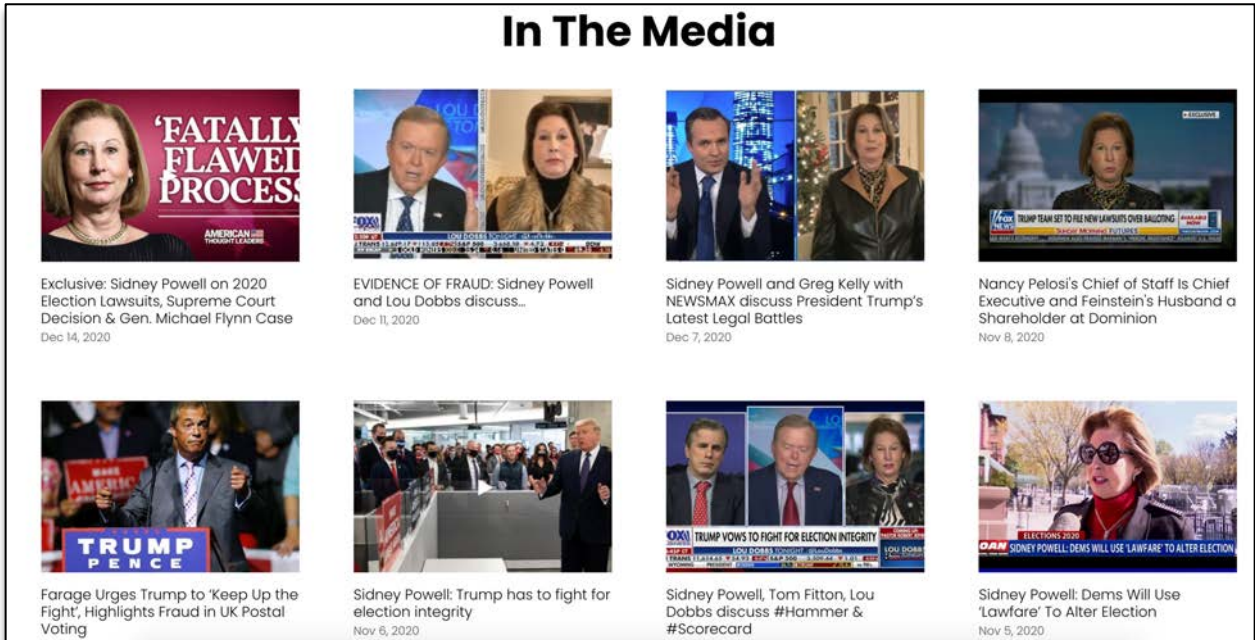 In The Media
'FATALLY
FLAWED
PROCESS
AMERICAN
THOUGHT LEADERS
LOU DOBBS TONIGHT
EXCLUSIVE
FOX
NEWS
TRUMP TEAM SET TO FILE NEW LAWSUITS OVER BALLOTING
SUNDAY MORNING FUTURES
AVAILABLE
NOW
Exclusive: Sidney Powell on 2020
Election Lawsuits, Supreme Court
Decision & Gen. Michael Flynn Case
Dec 14, 2020
EVIDENCE OF FRAUD: Sidney Powell
and Lou Dobbs discuss...
Dec 11, 2020
Sidney Powell and Greg Kelly with
NEWSMAX discuss President Trump's
Latest Legal Battles
Dec 7, 2020
Nancy Pelosi's Chief of Staff Is Chief
Executive and Feinstein's Husband a
Shareholder at Dominion
Nov 8, 2020
TRUMP
PENCE
TRUMP VOWS TO FIGHT FOR ELECTION INTEGRITY
LOU DOBBS TONIGHT @LouDobbs
LOU DOBBS
ELECTIONS 2020
OAN
SIDNEY POWELL: DEMS WILL USE 'LAWFARE' TO ALTER ELECTION
Farage Urges Trump to 'Keep Up the
Fight', Highlights Fraud in UK Postal
Voting
Sidney Powell: Trump has to fight for
election integrity
Nov 6, 2020
Sidney Powell, Tom Fitton, Lou
Dobbs discuss #Hammer &
#Scorecard
Sidney Powell: Dems Will Use
'Lawfare' To Alter Election
Nov 5, 2020